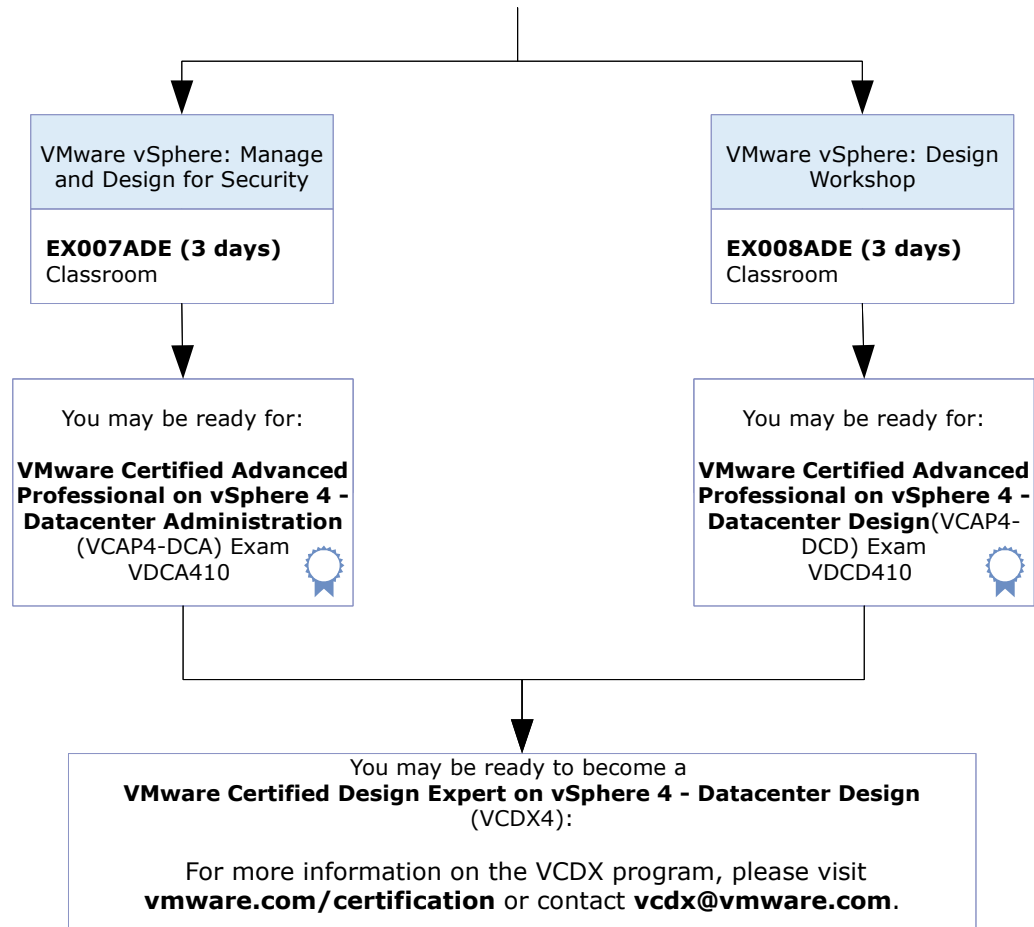 VMware vSphere: Manage
and Design for Security
EX007ADE (3 days)
Classroom
VMware vSphere: Design
Workshop
EX008ADE (3 days)
Classroom
You may be ready for:
VMware Certified Advanced
Professional on vSphere 4 -
Datacenter Administration
(VCAP4-DCA) Exam
VDCA410
You may be ready for:
VMware Certified Advanced
Professional on vSphere 4 -
Datacenter Design(VCAP4-
DCD) Exam
VDCD410
You may be ready to become a
VMware Certified Design Expert on vSphere 4 - Datacenter Design
(VCDX4):
For more information on the VCDX program, please visit
vmware.com/certification or contact vcdx@vmware.com.